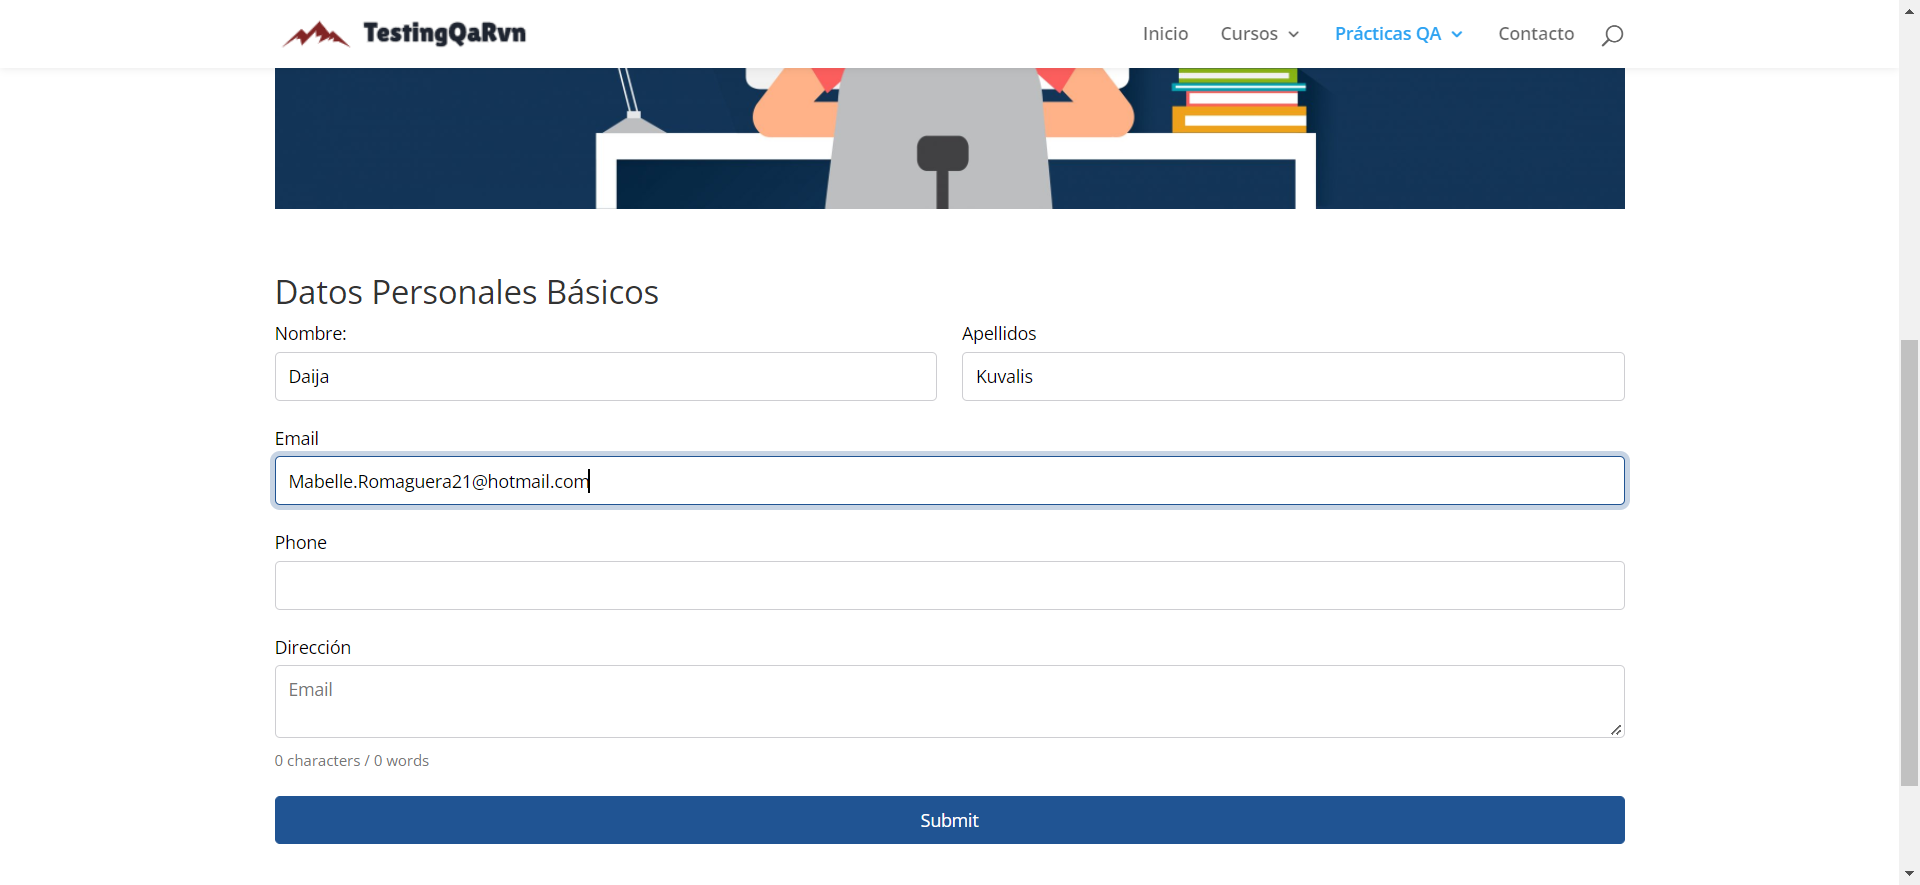 TestingQaRvn
Inicio
Cursos
Prácticas QA
Contacto
Datos Personales Básicos
Nombre:
Apellidos
Daija
Kuvalis
Email
Mabelle.Romaguera21@hotmail.com
Phone
Dirección
Email
0 characters / 0 words
Submit